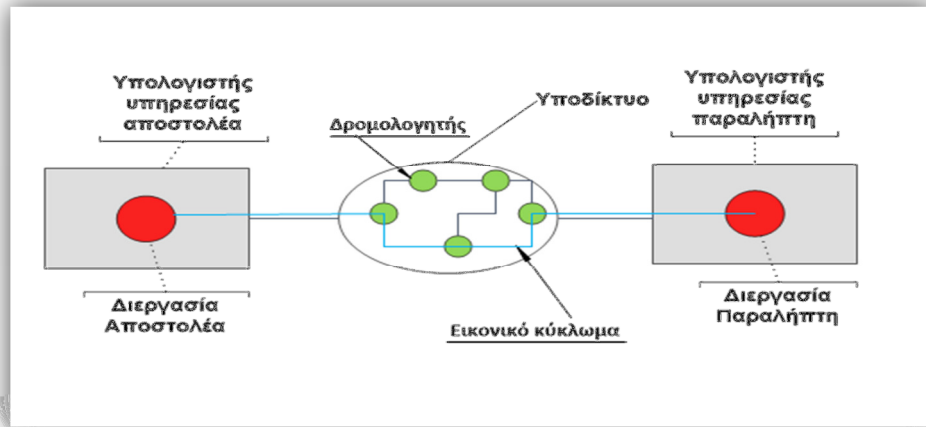 Υπολογιστής
υπηρεσίας
αποστολέα
Δρομολογητής
Υποδίκτυο
Υπολογιστής
υπηρεσίας
παραλήπτη
Διεργασία
Αποστολέα
Εικονικό κύκλωμα
Διεργασία
Παραλήπτη